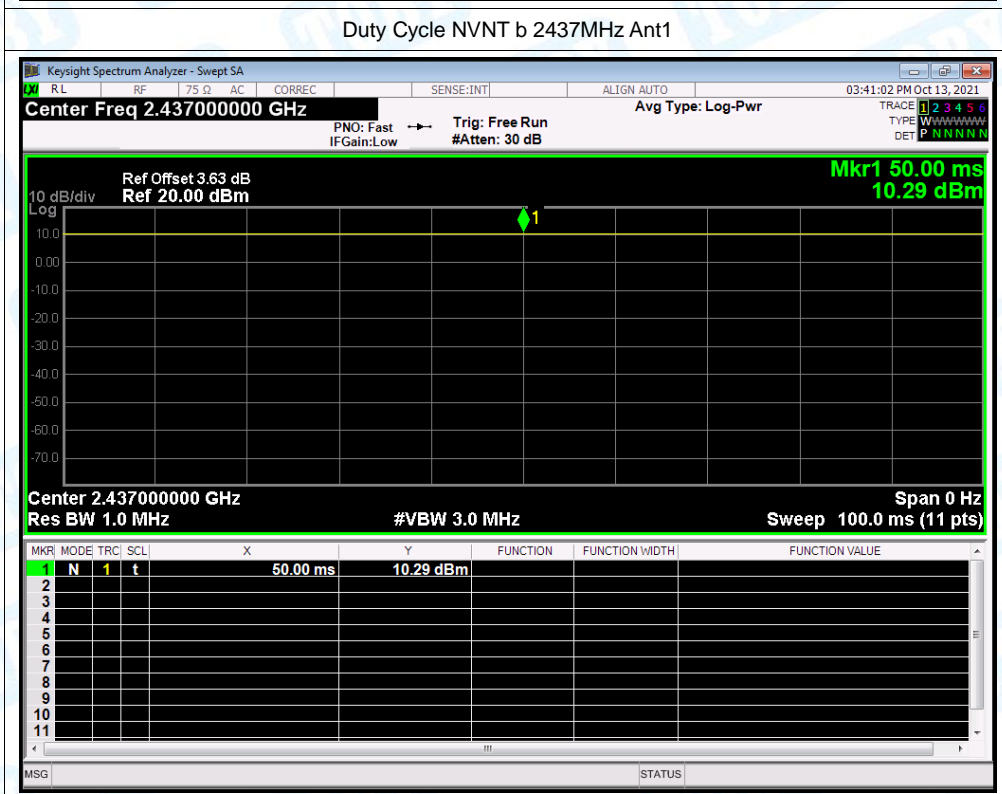 Duty Cycle NVNT b 2437MHz Ant1
Keysight Spectrum Analyzer - Swept SA
LXI RL RF 75 Ω AC CORREC SENSE:INT ALIGN AUTO 03:41:02 PM Oct 13, 2021
Center Freq 2.437000000 GHz Avg Type: Log-Pwr TRACE 1 2 3 4 5 6
PNO: Fast Trig: Free Run TYPE WWWWWWW
IFGain:Low #Atten: 30 dB DET P N N N N N
Mkr1 50.00 ms
Ref Offset 3.63 dB
10 dB/div Ref 20.00 dBm 10.29 dBm
Log
1
10.0
0.00
-10.0
-20.0
-30.0
-40.0
-50.0
-60.0
-70.0
Center 2.437000000 GHz Span 0 Hz
Res BW 1.0 MHz #VBW 3.0 MHz Sweep 100.0 ms (11 pts)
MKR MODE TRC SCL X Y FUNCTION FUNCTION WIDTH FUNCTION VALUE
1 N 1 t 50.00 ms 10.29 dBm
2
3
4
5
6
7
8
9
10
11
MSG STATUS